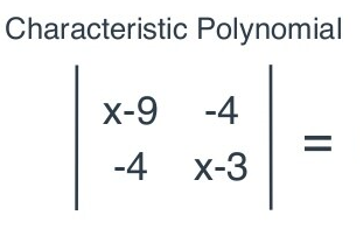 Characteristic Polynomial
| x-9 -4 |
| -4 x-3 | =